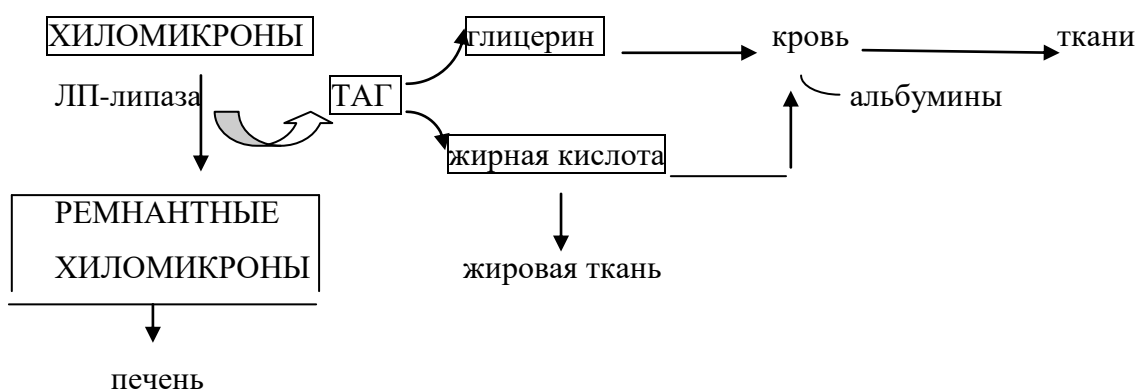 ХИЛОМИКРОНЫ глицерин кровь ткани
ЛП-липаза ТАГ альбумины
жирная кислота
РЕМНАНТНЫЕ
ХИЛОМИКРОНЫ жировая ткань
печень